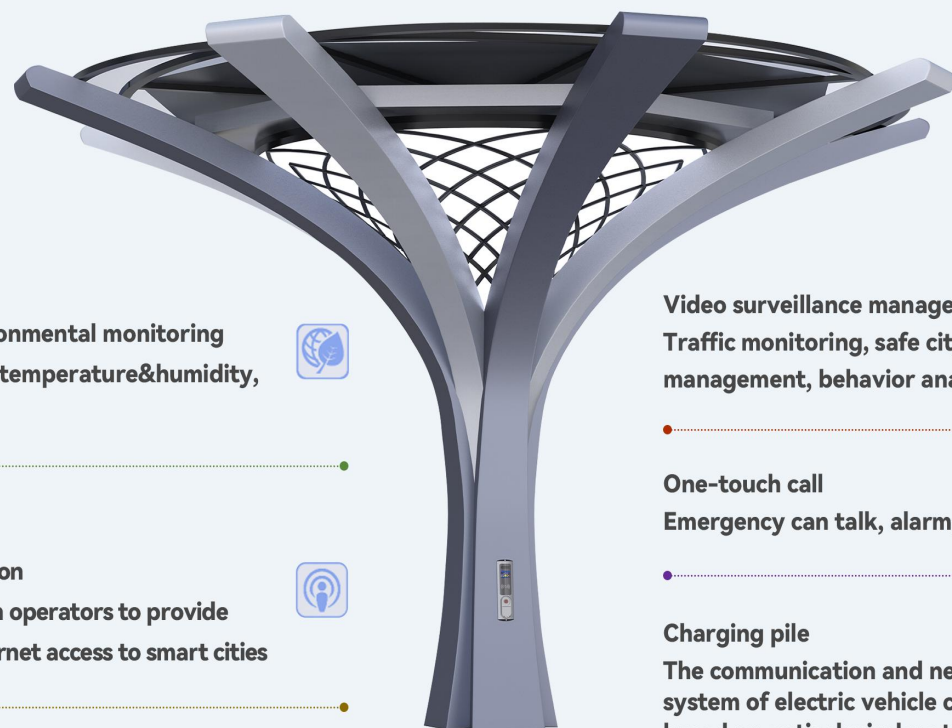 onmental monitoring
temperature&humidity,
on
operators to provide
rnet access to smart cities
Video surveillance manage
Traffic monitoring, safe cit
management, behavior ana
One-touch call
Emergency can talk, alarm
Charging pile
The communication and ne
system of electric vehicle c